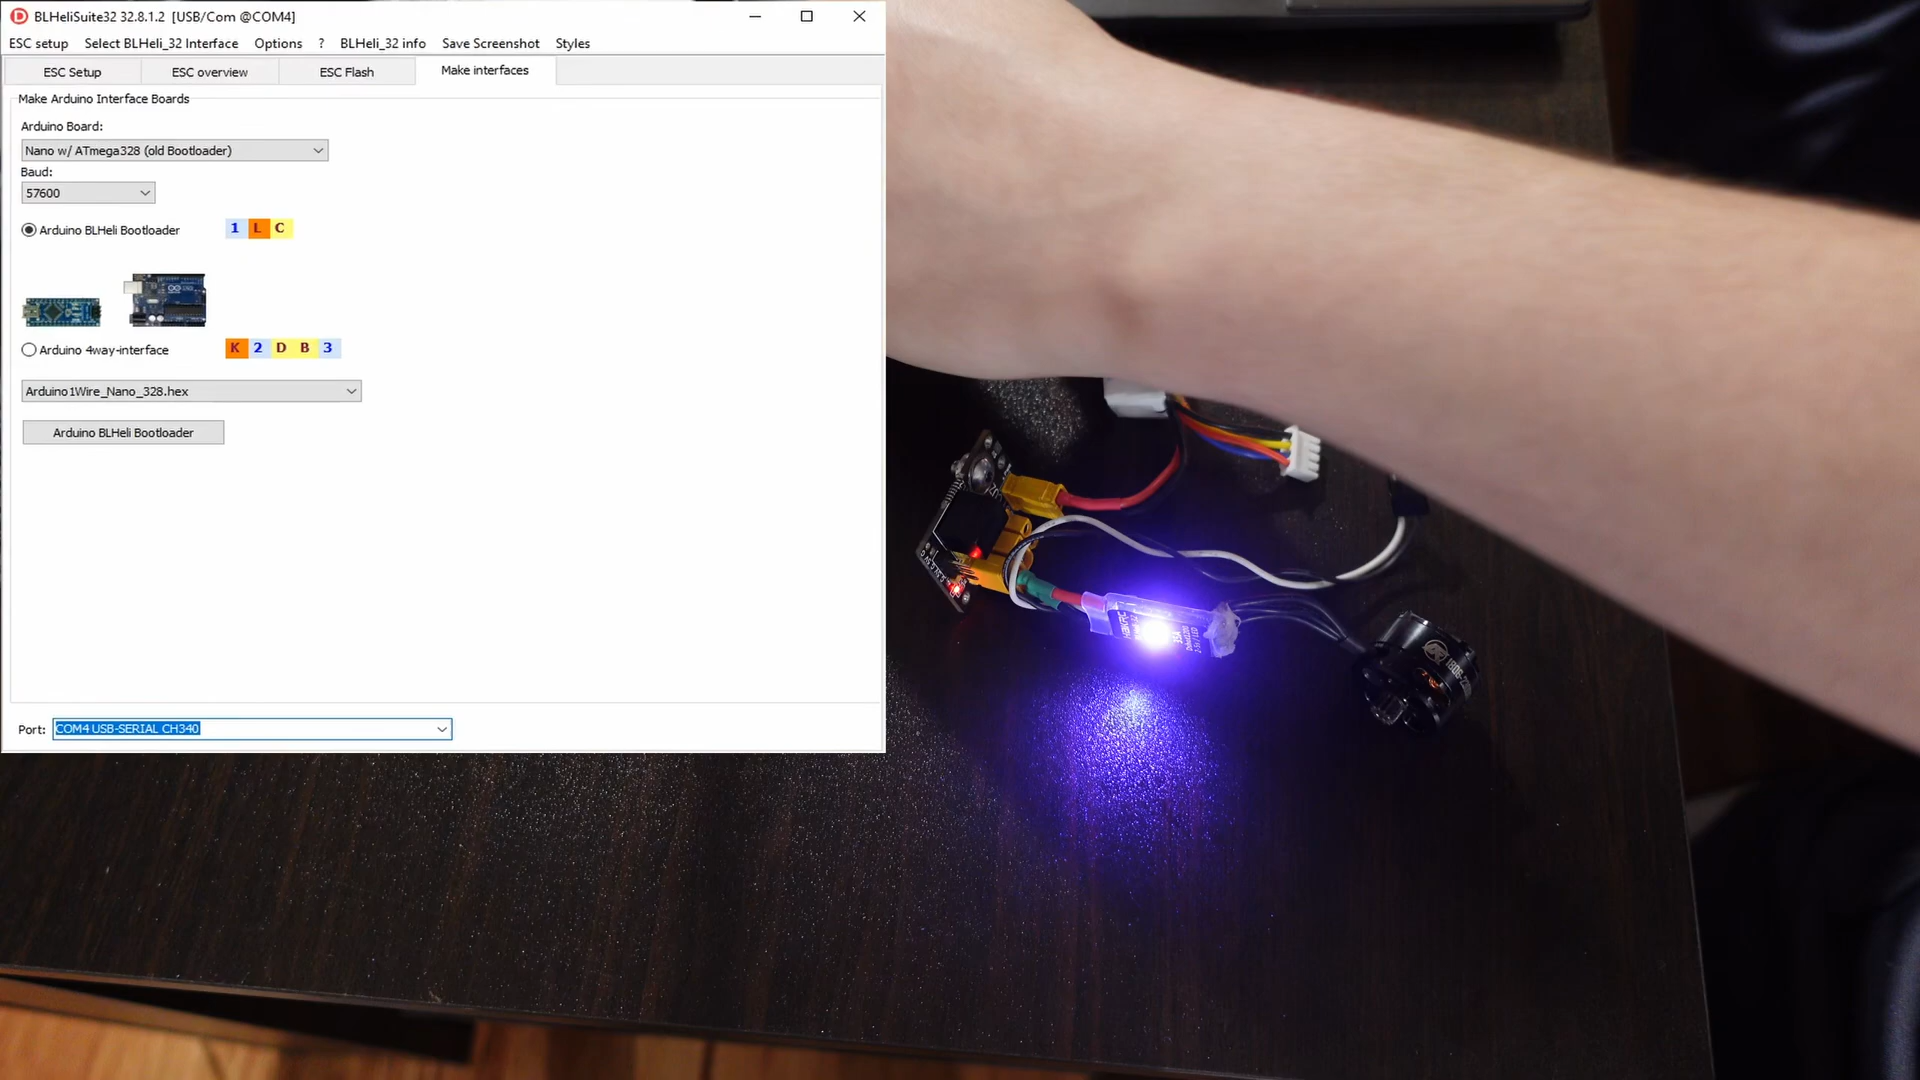 BLHeliSuite32 32.8.1.2 [USB/Com @COM4]
ESC setup Select BLHeli_32 Interface Options ? BLHeli_32 info Save Screenshot Styles
ESC Setup ESC overview ESC Flash Make interfaces
Make Arduino Interface Boards
Arduino Board:
Nano w/ ATmega328 (old Bootloader)
Baud:
57600
Arduino BLHeli Bootloader 1 L C
Arduino 4way-interface K 2 D B 3
Arduino1Wire_Nano_328.hex
Arduino BLHeli Bootloader
Port: COM4 USB-SERIAL CH340
35A